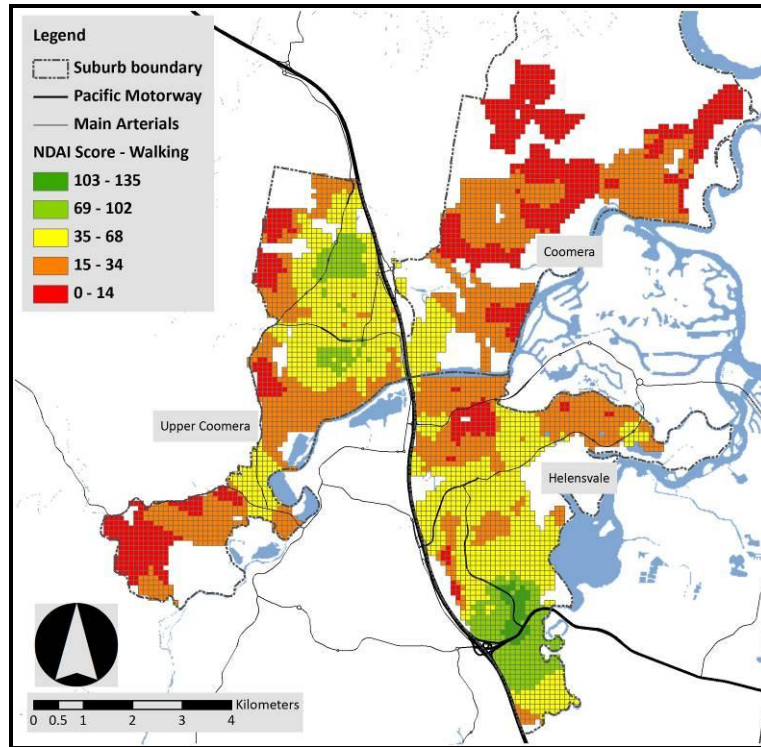 Legend
Suburb boundary
Pacific Motorway
Main Arterials
NDAI Score - Walking
103 - 135
69 - 102
35 - 68
15 - 34
0 - 14
Coomera
Upper Coomera
Helensvale
Kilometers
0 0.5 1 2 3 4